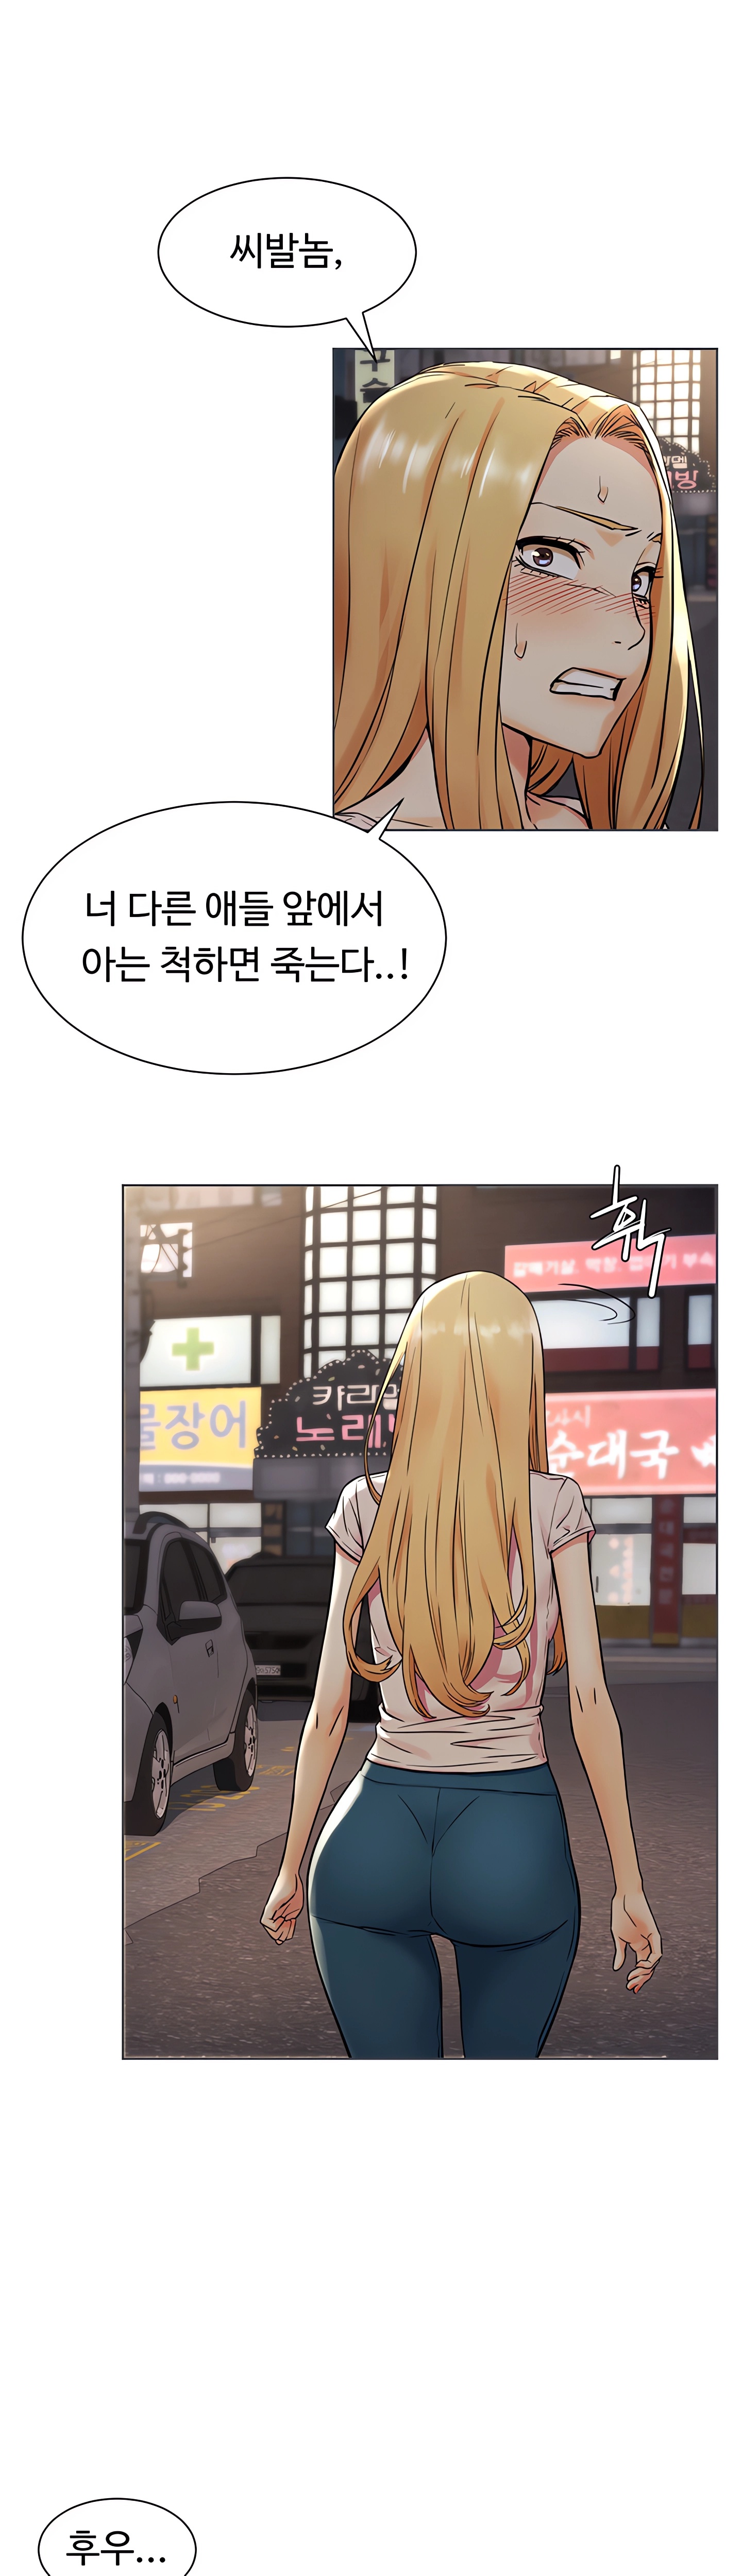 씨발놈,
너 다른 애들 앞에서
아는 척하면 죽는다..!
휙
물장어
노래
순대국
후우...